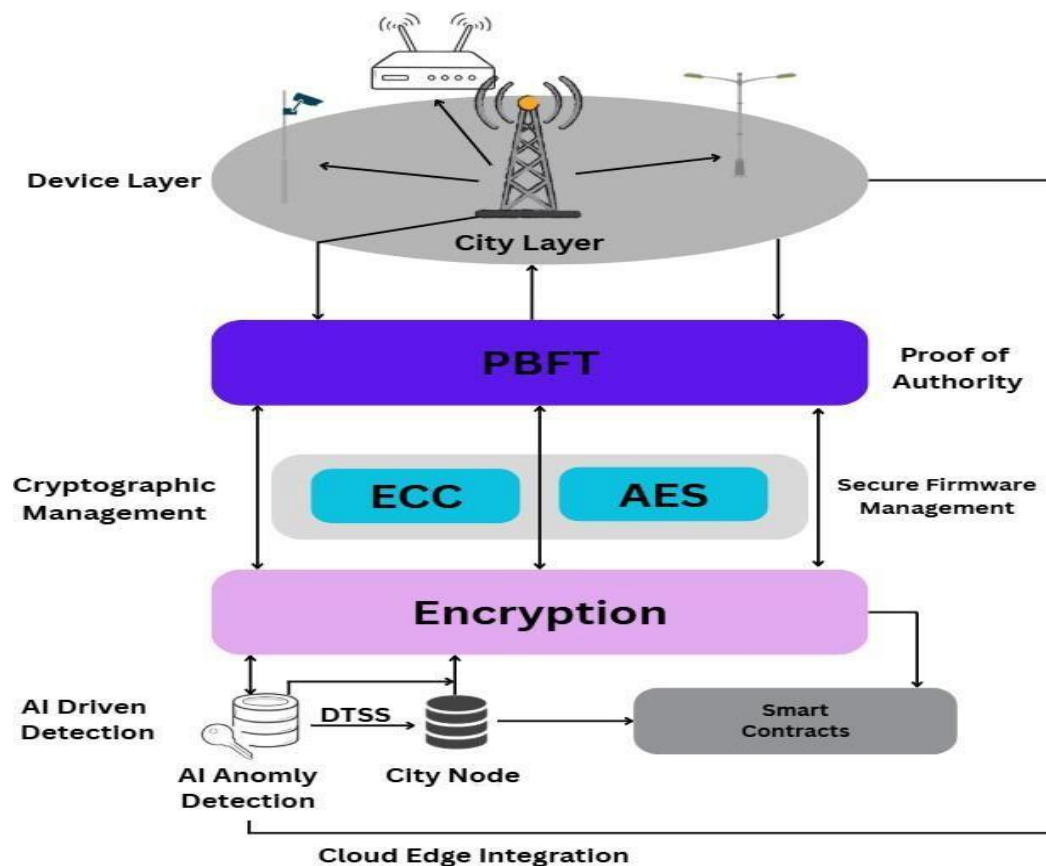 Device Layer
City Layer
PBFT
Proof of
Authority
Cryptographic
Management
ECC
AES
Secure Firmware
Management
Encryption
AI Driven
Detection
DTSS
Smart
Contracts
AI Anomly
Detection
City Node
Cloud Edge Integration